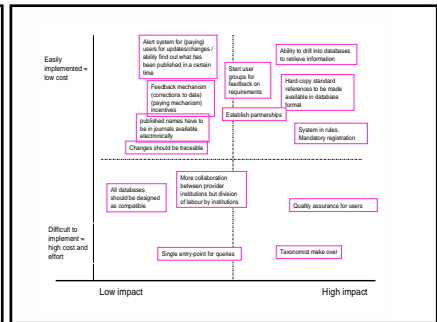 Easily
implemented =
low cost
Alert system for (paying)
users for updates/changes /
ability find out what has
been published in a certain
time
Feedback mechanism
(corrections to data)
(paying mechanism)
incentives
published names have to
be in journals available
electronically
Changes should be traceable
Start user
groups for
feedback on
requirements
Establish partnerships
Ability to drill into databases
to retrieve information
Hard-copy standard
references to be made
available in database
format
System in rules.
Mandatory registration
All databases
should be designed
as compatible
More collaboration
between provider
institutions but division
of labour by institutions
Quality assurance for users
Difficult to
implement =
high cost and
effort
Single entry-point for queries
Taxonomist make over
Low impact
High impact